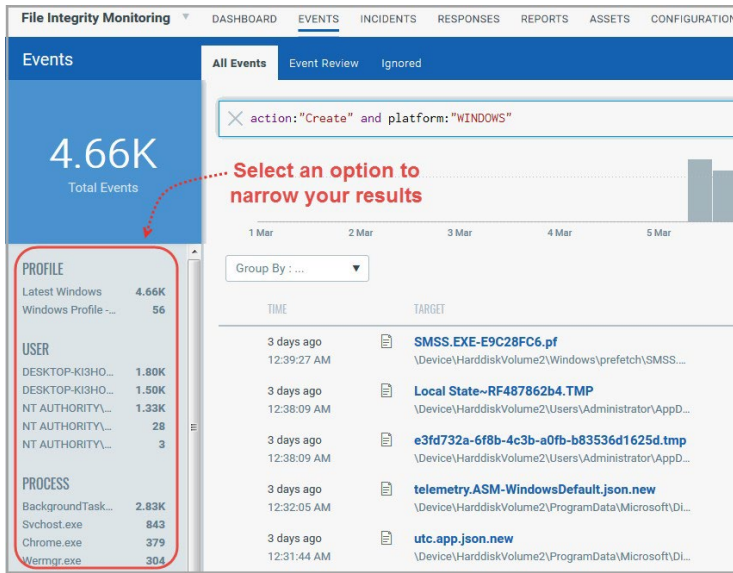 File Integrity Monitoring DASHBOARD EVENTS INCIDENTS RESPONSES REPORTS ASSETS CONFIGURATION
Events All Events Event Review Ignored
action:"Create" and platform:"WINDOWS"
4.66K
Total Events
Select an option to
narrow your results
1 Mar 2 Mar 3 Mar 4 Mar 5 Mar
PROFILE
Latest Windows 4.66K
Windows Profile -... 56
USER
DESKTOP-KI3HO... 1.80K
DESKTOP-KI3HO... 1.50K
NT AUTHORITY\... 1.33K
NT AUTHORITY\... 28
NT AUTHORITY\... 3
PROCESS
BackgroundTask... 2.83K
Svchost.exe 843
Chrome.exe 379
Wermgr.exe 304
Group By : ...
TIME TARGET
3 days ago SMSS.EXE-E9C28FC6.pf
12:39:27 AM \Device\HarddiskVolume2\Windows\prefetch\SMSS....
3 days ago Local State~RF487862b4.TMP
12:38:09 AM \Device\HarddiskVolume2\Users\Administrator\AppD...
3 days ago e3fd732a-6f8b-4c3b-a0fb-b83536d1625d.tmp
12:38:09 AM \Device\HarddiskVolume2\Users\Administrator\AppD...
3 days ago telemetry.ASM-WindowsDefault.json.new
12:32:05 AM \Device\HarddiskVolume2\ProgramData\Microsoft\Di...
3 days ago utc.app.json.new
12:31:44 AM \Device\HarddiskVolume2\ProgramData\Microsoft\Di...